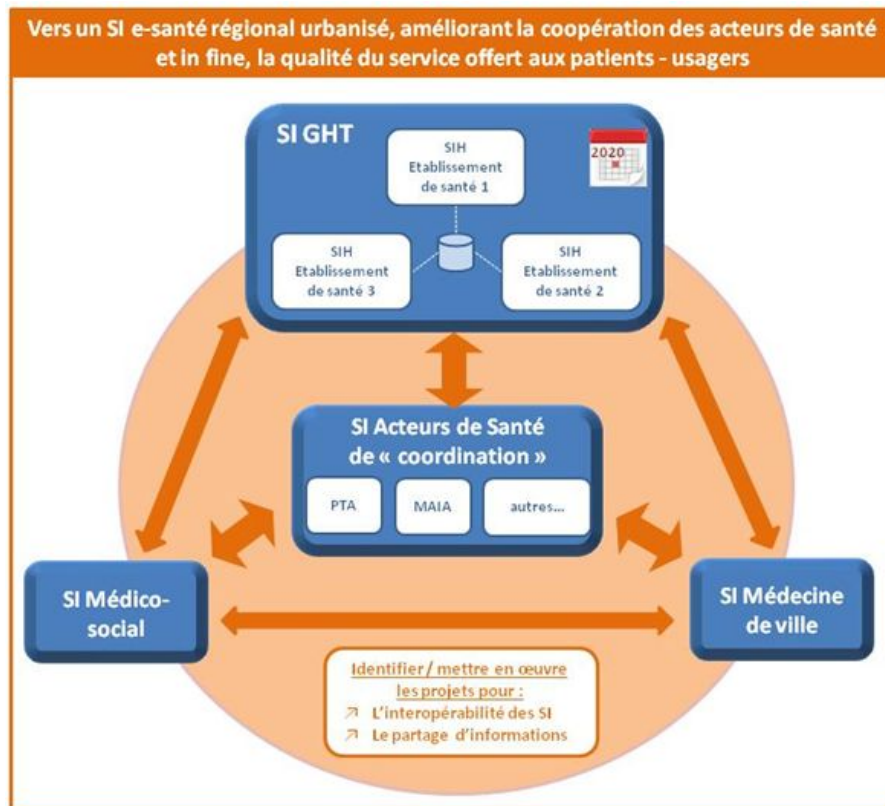 Vers un SI e-santé régional urbanisé, améliorant la coopération des acteurs de santé
et in fine, la qualité du service offert aux patients - usagers
SI GHT
2020
SIH
Etablissement
de santé 1
SIH
Etablissement
de santé 3
SIH
Etablissement
de santé 2
SI Acteurs de Santé
de « coordination »
PTA
MAIA
autres...
SI Médico-
social
SI Médecine
de ville
Identifier / mettre en œuvre
les projets pour :
↗ L'interopérabilité des SI
↗ Le partage d'informations